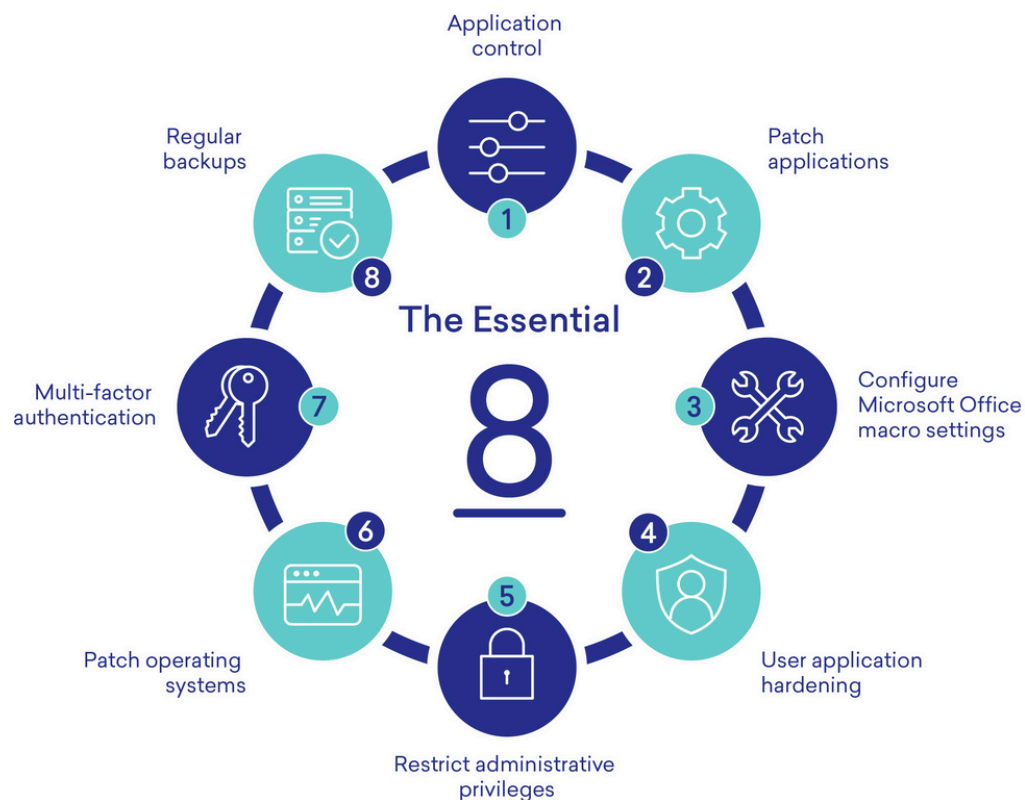 Application
control
1
Patch
applications
2
Configure
Microsoft Office
macro settings
3
User application
hardening
4
Restrict administrative
privileges
5
Patch operating
systems
6
Multi-factor
authentication
7
Regular
backups
8
The Essential
8